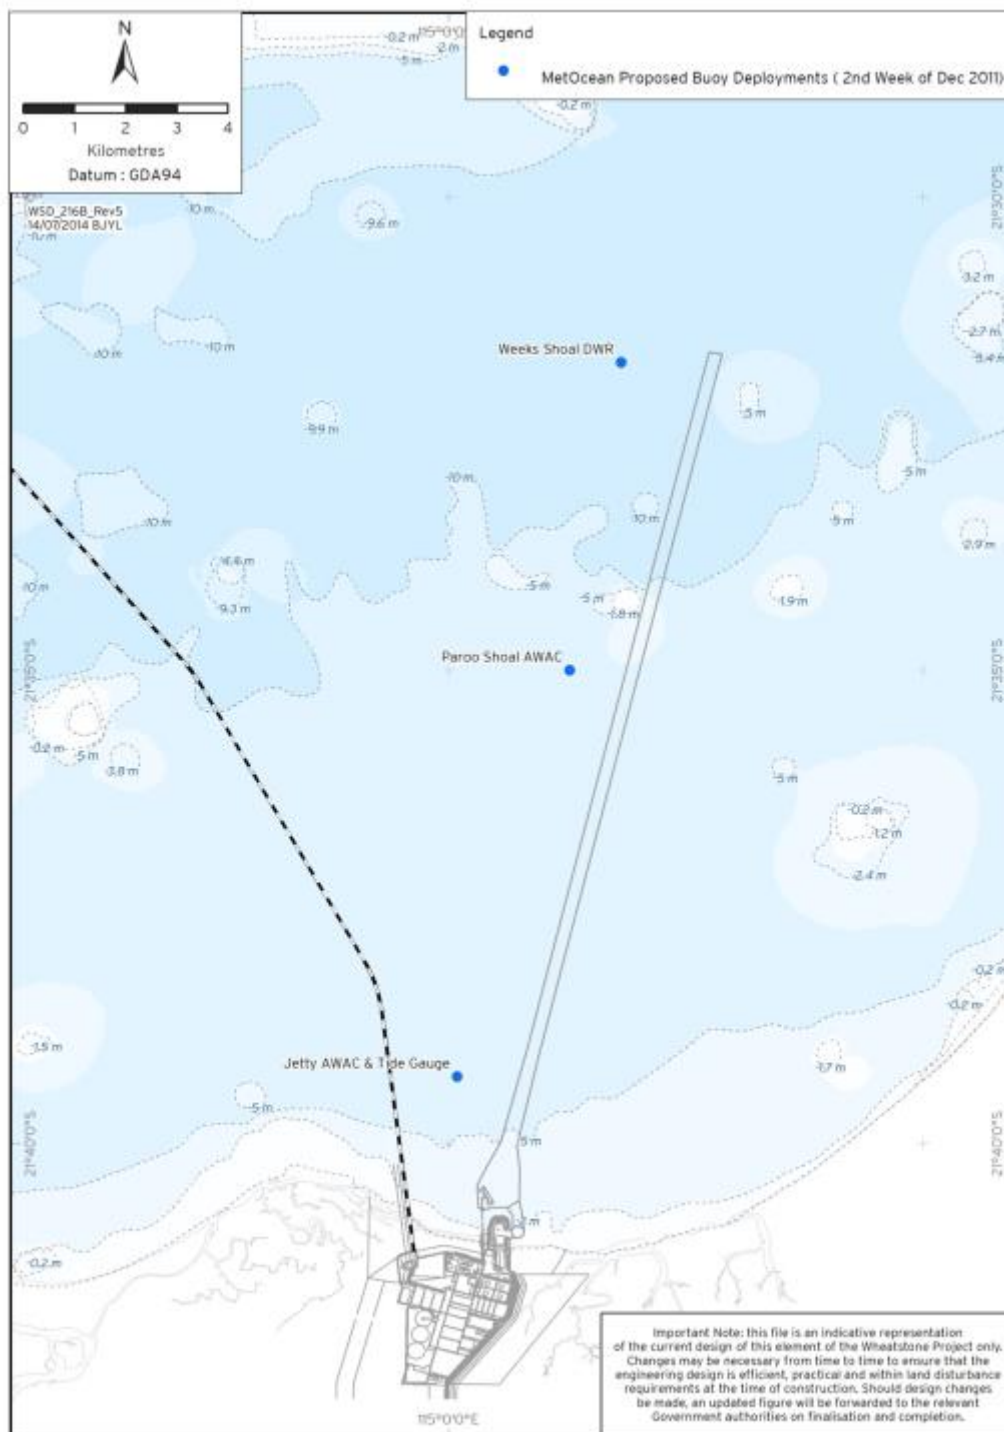 N
0 1 2 3 4
Kilometres
Datum : GDA94
WSD_216B_Rev5
14/07/2014 BJYL
Legend
MetOcean Proposed Buoy Deployments ( 2nd Week of Dec 2011)
115°0'0"
-0.2 m
-2 m
-5 m
-0.2 m
21°30'0"S
-10 m
-9.6 m
-10 m
-3.2 m
-2.7 m
-5.4 m
-10 m
-10 m
Weeks Shoal DWR
-5 m
-9.9 m
-5 m
-10 m
-10 m
-10 m
-5 m
-2.9 m
-10 m
-9.3 m
-5 m
-5 m
-1.8 m
-1.9 m
21°35'0"S
Paroo Shoal AWAC
21°35'0"S
-0.2 m
-5 m
-3.8 m
-5 m
-0.2 m
-1.2 m
-2.4 m
-0.2 m
-0.2 m
-1.5 m
-1.7 m
Jetty AWAC & Tide Gauge
-5 m
21°40'0"S
-5 m
21°40'0"S
-2 m
-0.2 m
115°0'0"E
Important Note: this file is an indicative representation
of the current design of this element of the Wheatstone Project only.
Changes may be necessary from time to time to ensure that the
engineering design is efficient, practical and within land disturbance
requirements at the time of construction. Should design changes
be made, an updated figure will be forwarded to the relevant
Government authorities on finalisation and completion.